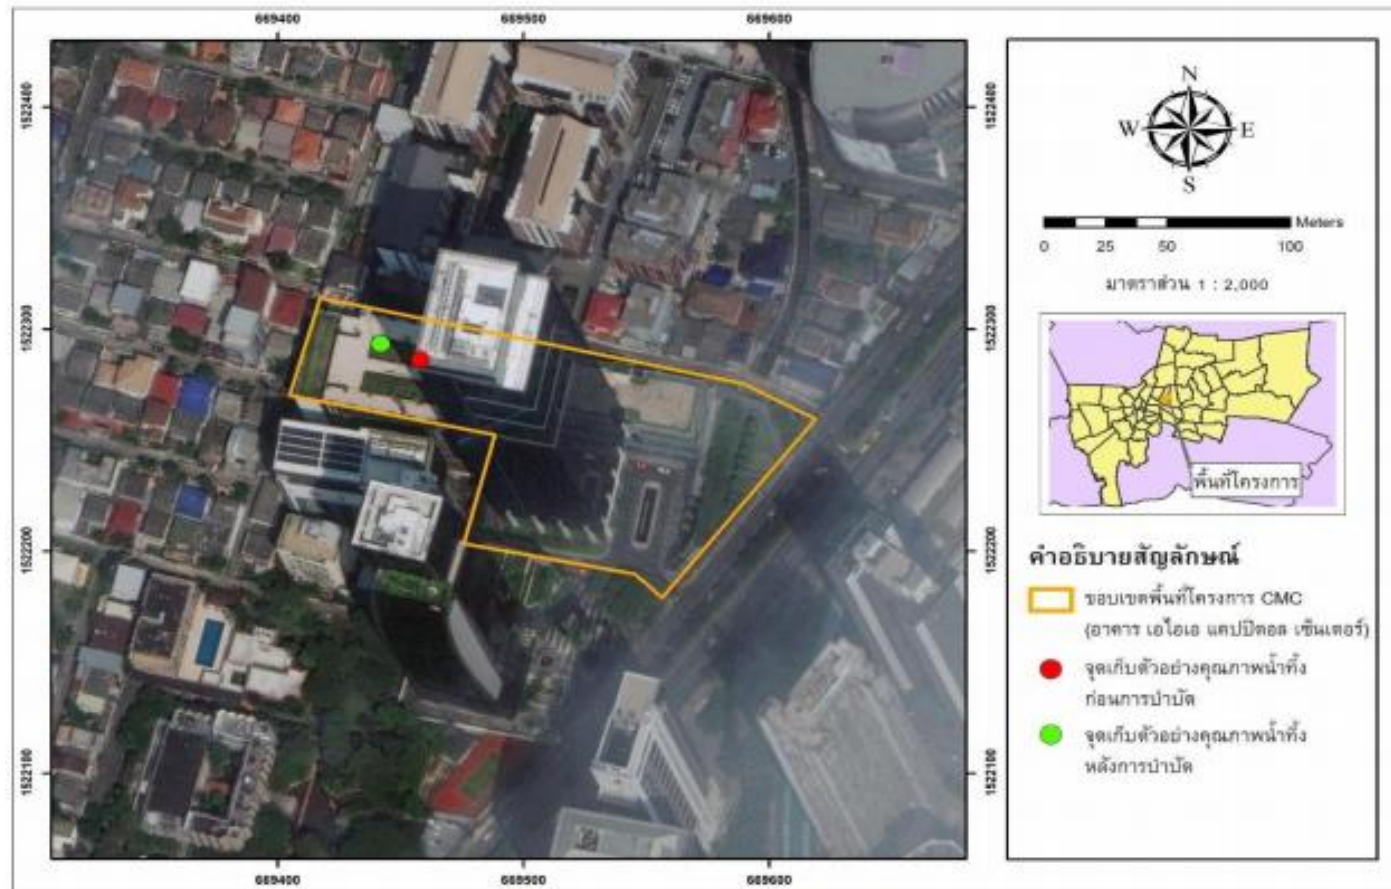 669400 669500 669600
1522400
1522300
1522200
1522100
1522400
1522300
1522200
1522100
669400 669500 669600
N
W E
S
Meters
0 25 50 100
มาตราส่วน 1 : 2,000
พื้นที่โครงการ
คำอธิบายสัญลักษณ์
ขอบเขตพื้นที่โครงการ CMC
(อาคาร เอไอเอ แคปปิตอล เซ็นเตอร์)
จุดเก็บตัวอย่างคุณภาพน้ำทิ้ง
ก่อนการบำบัด
จุดเก็บตัวอย่างคุณภาพน้ำทิ้ง
หลังการบำบัด